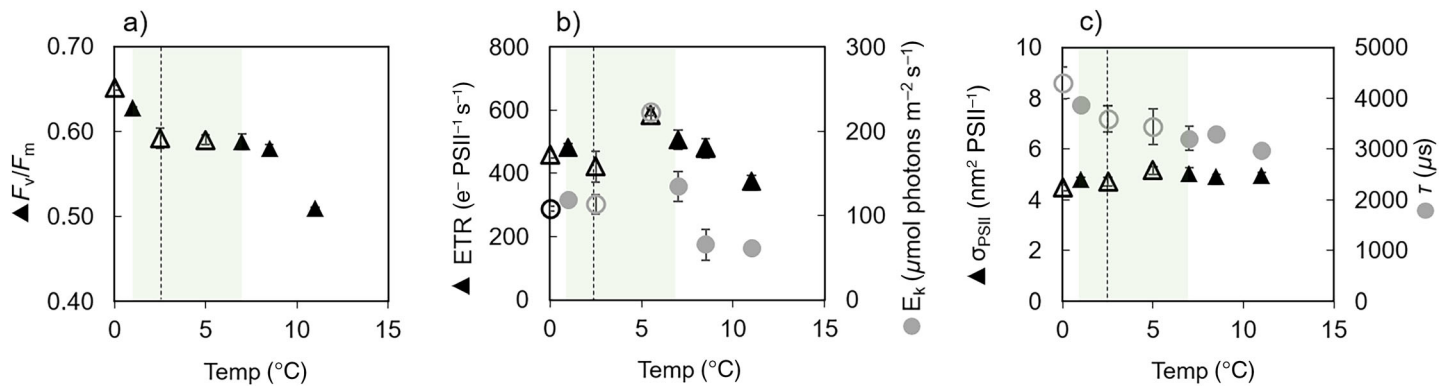 a)
0.70
0.60
0.50
0.40
▲ Fv/Fm
0 5 10 15
Temp (°C)
b)
800
600
400
200
0
▲ ETR (e⁻ PSII⁻¹ s⁻¹)
300
200
100
0
● Eₖ (µmol photons m⁻² s⁻¹)
0 5 10 15
Temp (°C)
c)
10
8
6
4
2
0
▲ σPSII (nm² PSII⁻¹)
5000
4000
3000
2000
1000
0
● τ (µs)
0 5 10 15
Temp (°C)